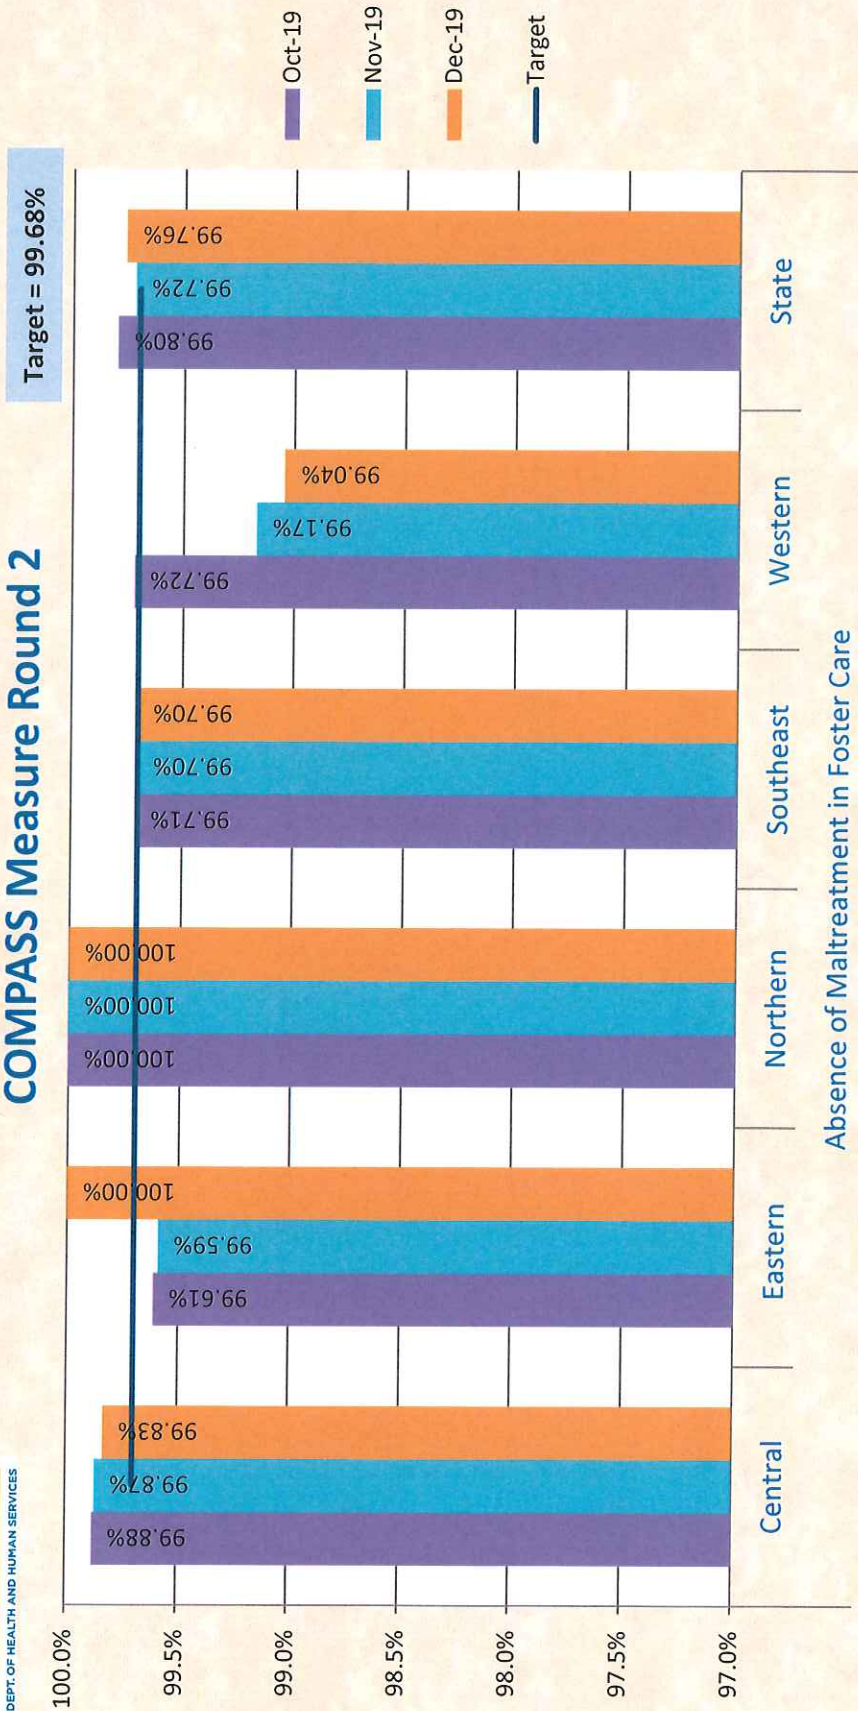 DEPT. OF HEALTH AND HUMAN SERVICES
COMPASS Measure Round 2
Target = 99.68%
100.0%
99.5%
99.0%
98.5%
98.0%
97.5%
97.0%
99.88%
99.87%
99.83%
99.61%
99.59%
100.00%
100.00%
100.00%
100.00%
99.71%
99.70%
99.70%
99.72%
99.17%
99.04%
99.80%
99.72%
99.76%
Central
Eastern
Northern
Southeast
Western
State
Absence of Maltreatment in Foster Care
Oct-19
Nov-19
Dec-19
Target